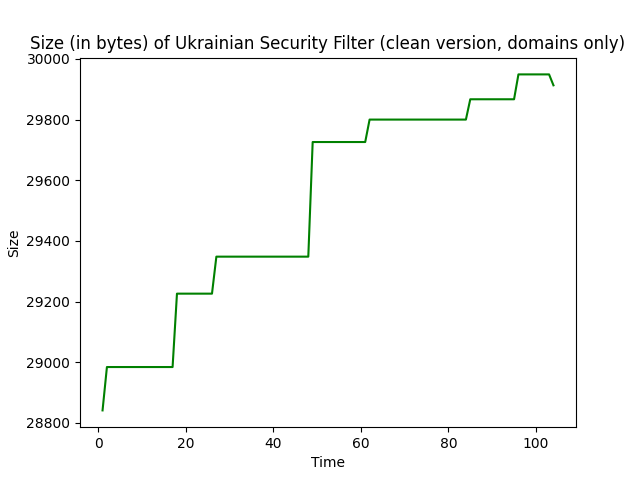 Size (in bytes) of Ukrainian Security Filter (clean version, domains only)
30000
29800
29600
29400
29200
29000
28800
Size
0 20 40 60 80 100
Time